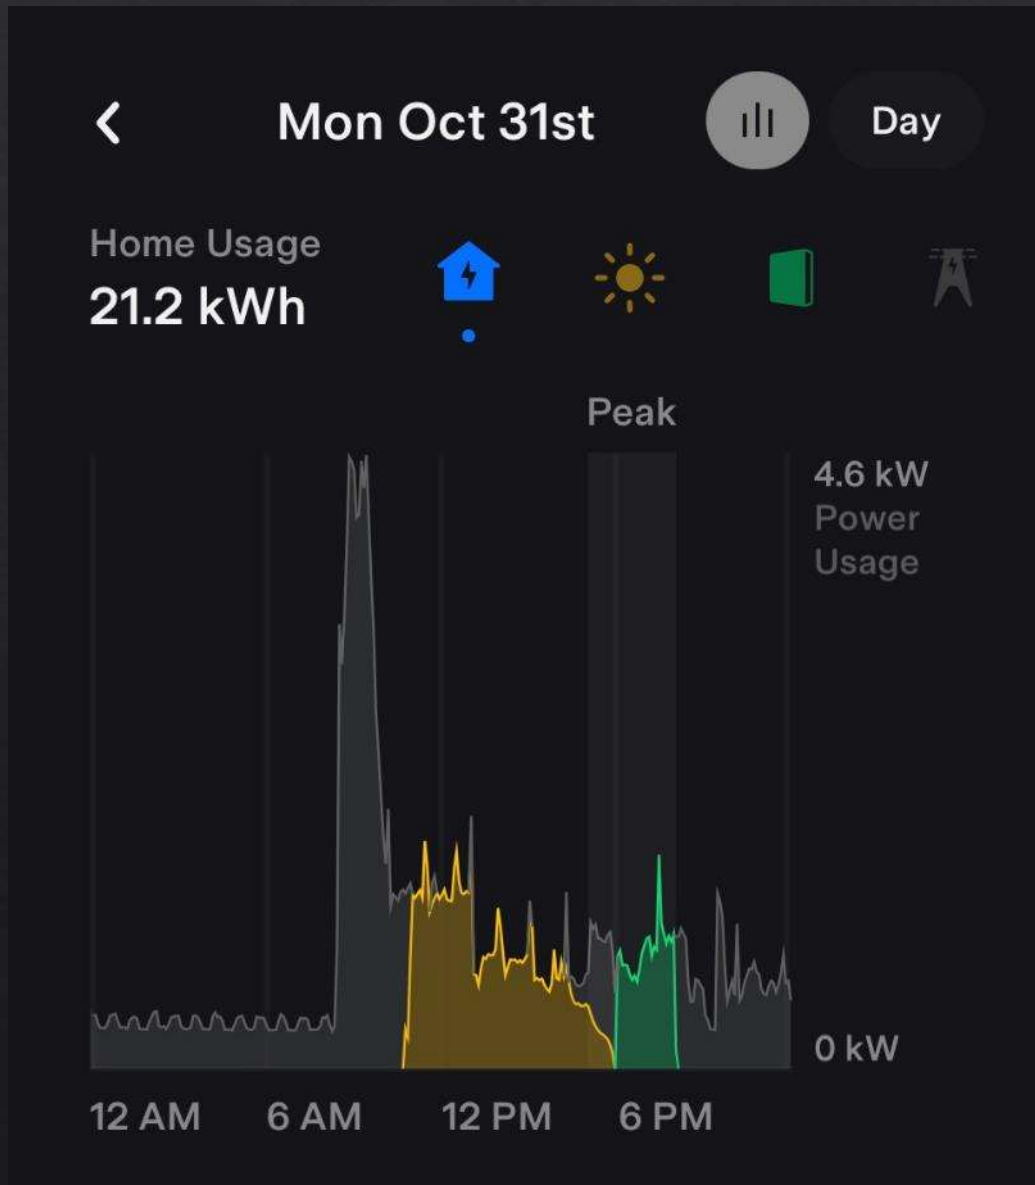 Mon Oct 31st
Day
Home Usage
21.2 kWh
Peak
4.6 kW
Power
Usage
0 kW
12 AM 6 AM 12 PM 6 PM